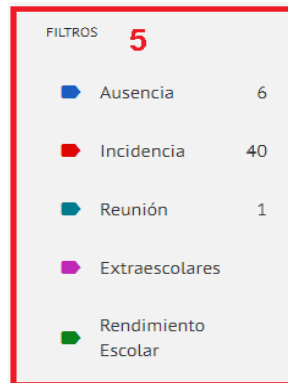 FILTROS 5
Ausencia 6
Incidencia 40
Reunión 1
Extraescolares
Rendimiento
Escolar